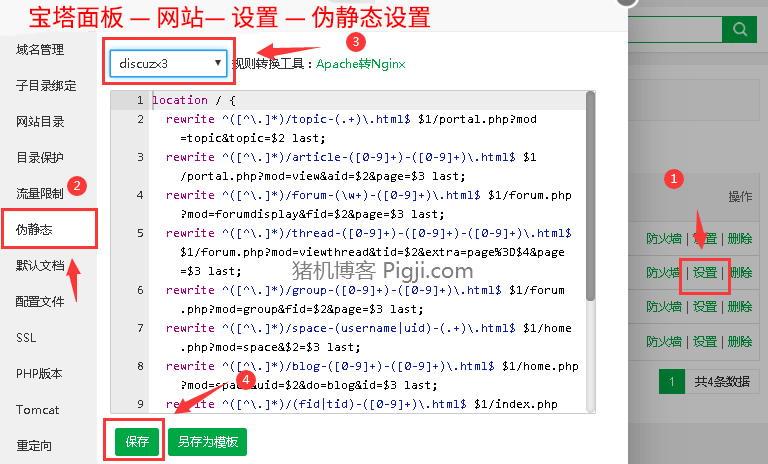 宝塔面板 — 网站— 设置 — 伪静态设置
域名管理
子目录绑定
网站目录
目录保护
流量限制
2
伪静态
默认文档
配置文件
SSL
PHP版本
Tomcat
重定向
discuzx3
规则转换工具：Apache转Nginx
3
1 location / {
2 rewrite ^([^\.]*)/topic-(.+)\.html$ $1/portal.php?mod
=topic&topic=$2 last;
3 rewrite ^([^\.]*)/article-([0-9]+)-([0-9]+)\.html$ $1
/portal.php?mod=view&aid=$2&page=$3 last;
4 rewrite ^([^\.]*)/forum-(\w+)-([0-9]+)\.html$ $1/forum.php
?mod=forumdisplay&fid=$2&page=$3 last;
5 rewrite ^([^\.]*)/thread-([0-9]+)-([0-9]+)-([0-9]+)\.html$
$1/forum.php?mod=viewthread&tid=$2&extra=page%3D$4&page
=$3 last;
猪机博客 Pigji.com
6 rewrite ^([^\.]*)/group-([0-9]+)-([0-9]+)\.html$ $1/forum
.php?mod=group&fid=$2&page=$3 last;
7 rewrite ^([^\.]*)/space-(username|uid)-(.+)\.html$ $1/home
.php?mod=space&$2=$3 last;
8 rewrite ^([^\.]*)/blog-([0-9]+)-([0-9]+)\.html$ $1/home.php
?mod=space&uid=$2&do=blog&id=$3 last;
9 rewrite ^([^\.]*)/(fid|tid)-([0-9]+)\.html$ $1/index.php
4
保存
另存为模板
1
操作
防火墙 | 设置 | 删除
防火墙 | 设置 | 删除
防火墙 | 设置 | 删除
防火墙 | 设置 | 删除
1 共4条数据